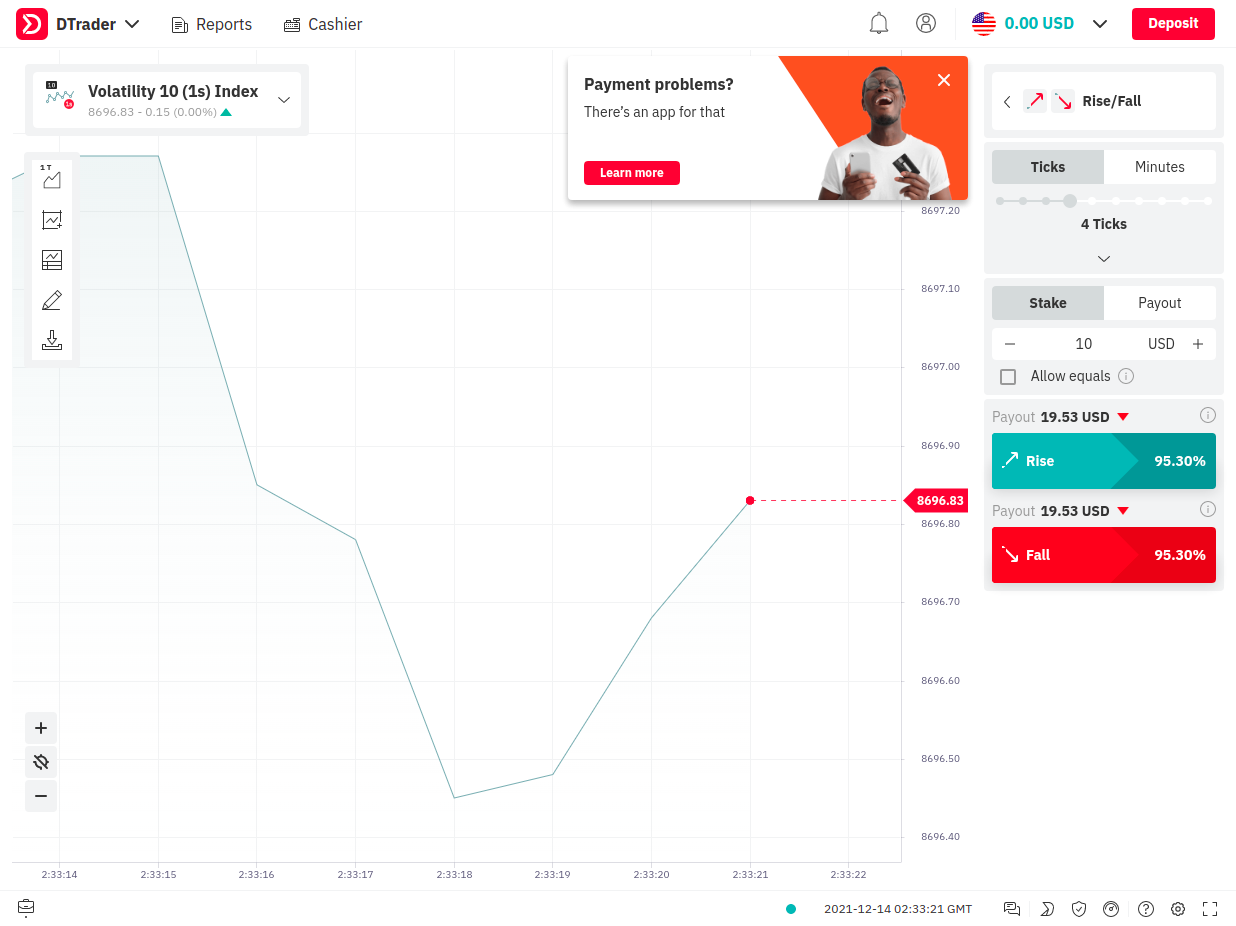 DTrader
Reports
Cashier
0.00 USD
Deposit
10
1s
Volatility 10 (1s) Index
8696.83 - 0.15 (0.00%)
Payment problems?
There's an app for that
Learn more
Rise/Fall
1 T
Ticks
Minutes
4 Ticks
Stake
Payout
10
USD
Allow equals
Payout 19.53 USD
Rise
95.30%
Payout 19.53 USD
Fall
95.30%
8697.20
8697.10
8697.00
8696.90
8696.83
8696.80
8696.70
8696.60
8696.50
8696.40
2:33:14
2:33:15
2:33:16
2:33:17
2:33:18
2:33:19
2:33:20
2:33:21
2:33:22
2021-12-14 02:33:21 GMT